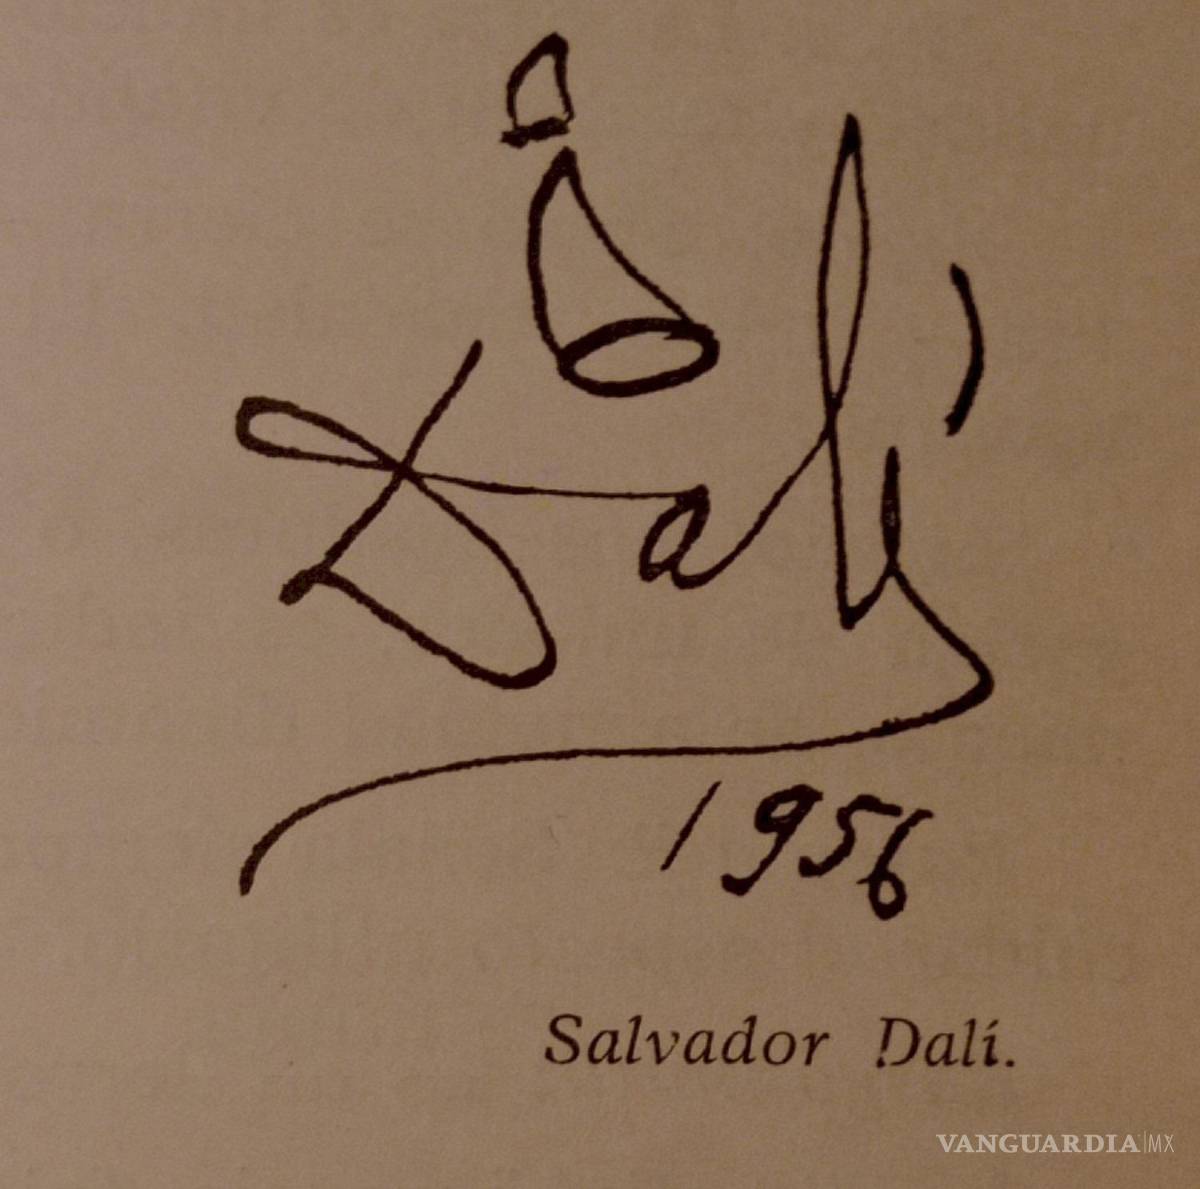 Dalí
1956
Salvador Dalí.
VANGUARDIA|MX